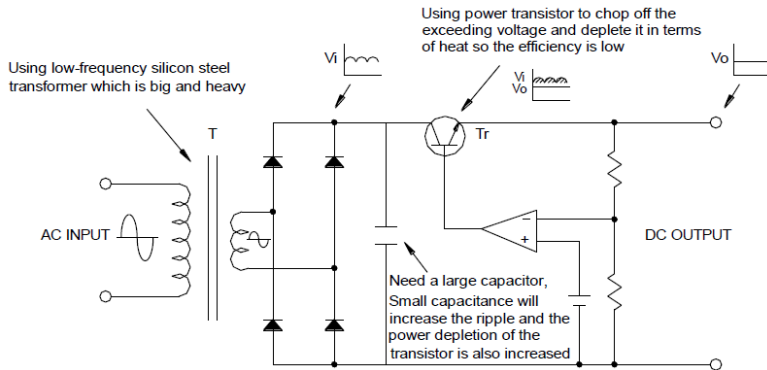 Using power transistor to chop off the
exceeding voltage and deplete it in terms
of heat so the efficiency is low
Vi
Vo
Using low-frequency silicon steel
transformer which is big and heavy
Vi
Vo
T
Tr
AC INPUT
−
+
DC OUTPUT
Need a large capacitor,
Small capacitance will
increase the ripple and the
power depletion of the
transistor is also increased